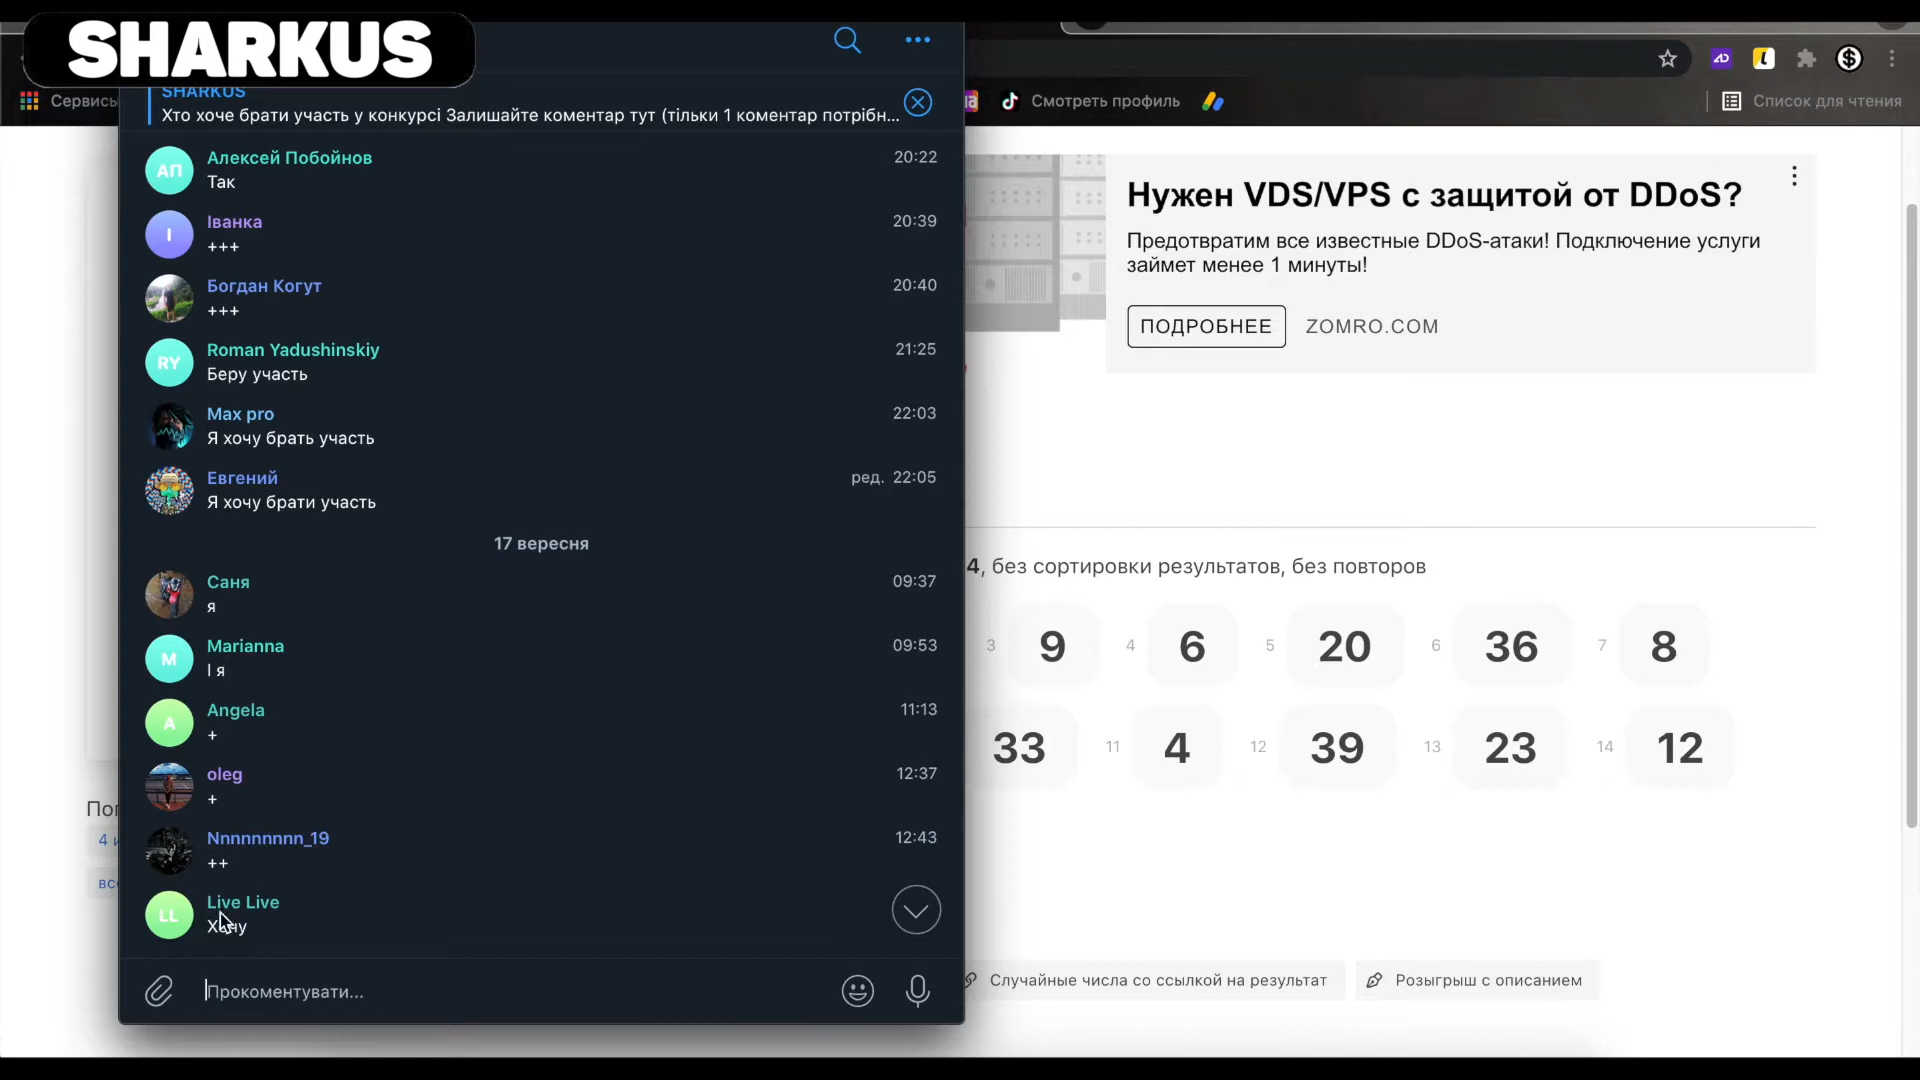 SHARKUS
Сервисы
Смотреть профиль
Список для чтения
SHARKUS
Хто хоче брати участь у конкурсі Залишайте коментар тут (тільки 1 коментар потрібн...
АП
Алексей Побойнов
20:22
Так
І
Іванка
20:39
+++
Богдан Когут
20:40
+++
RY
Roman Yadushinskiy
21:25
Беру участь
Max pro
22:03
Я хочу брать участь
Евгений
ред. 22:05
Я хочу брати участь
17 вересня
Саня
09:37
я
M
Marianna
09:53
І я
A
Angela
11:13
+
oleg
12:37
+
Nnnnnnnnn_19
12:43
++
LL
Live Live
Хочу
Прокоментувати...
Нужен VDS/VPS с защитой от DDoS?
Предотвратим все известные DDoS-атаки! Подключение услуги
займет менее 1 минуты!
ПОДРОБНЕЕ
ZOMRO.COM
4, без сортировки результатов, без повторов
3 9 4 6 5 20 6 36 7 8
33 11 4 12 39 13 23 14 12
Случайные числа со ссылкой на результат
Розыгрыш с описанием